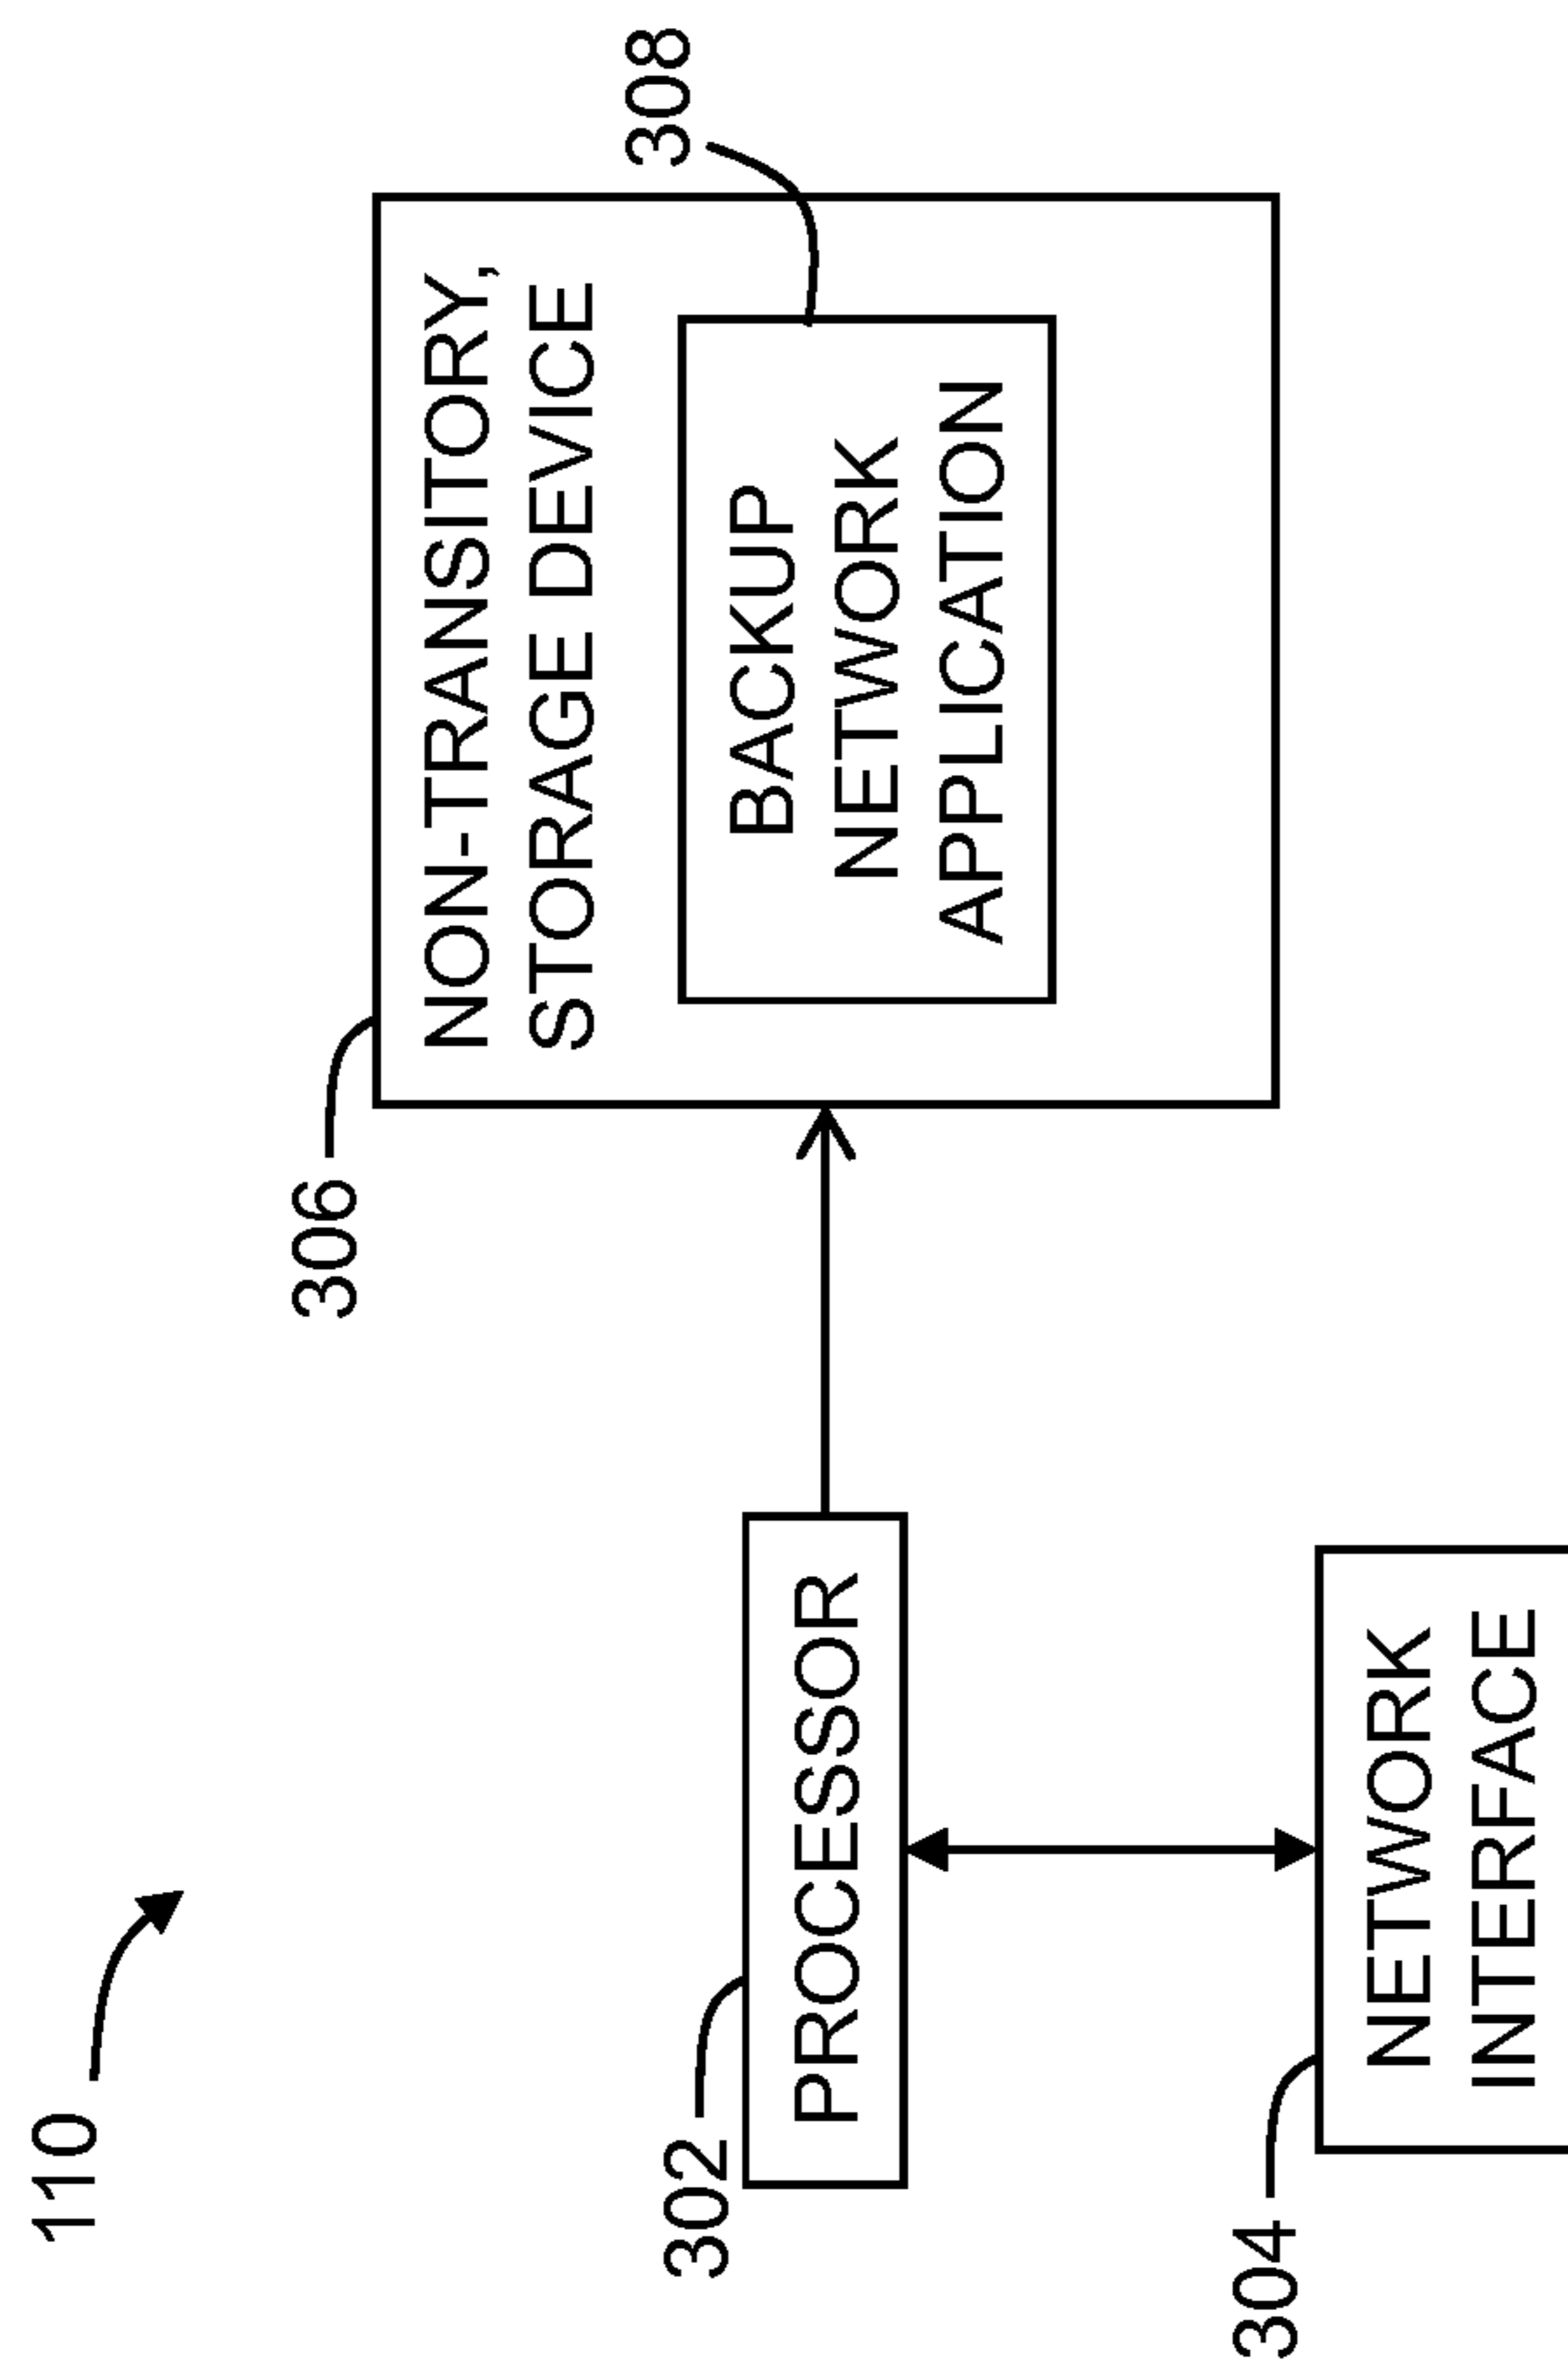 110
306
NON-TRANSITORY,
STORAGE DEVICE
308
BACKUP
NETWORK
APPLICATION
302
PROCESSOR
304
NETWORK
INTERFACE